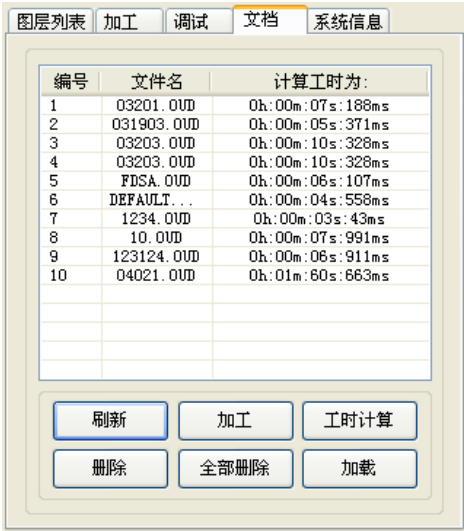 图层列表 加工 调试 文档 系统信息
编号 文件名 计算工时为:
1 03201.OUD 0h:00m:07s:188ms
2 031903.OUD 0h:00m:05s:371ms
3 03203.OUD 0h:00m:10s:328ms
4 03203.OUD 0h:00m:10s:328ms
5 FDSA.OUD 0h:00m:06s:107ms
6 DEFAULT... 0h:00m:04s:558ms
7 1234.OUD 0h:00m:03s:43ms
8 10.OUD 0h:00m:07s:991ms
9 123124.OUD 0h:00m:06s:911ms
10 04021.OUD 0h:01m:60s:663ms
刷新 加工 工时计算
删除 全部删除 加载